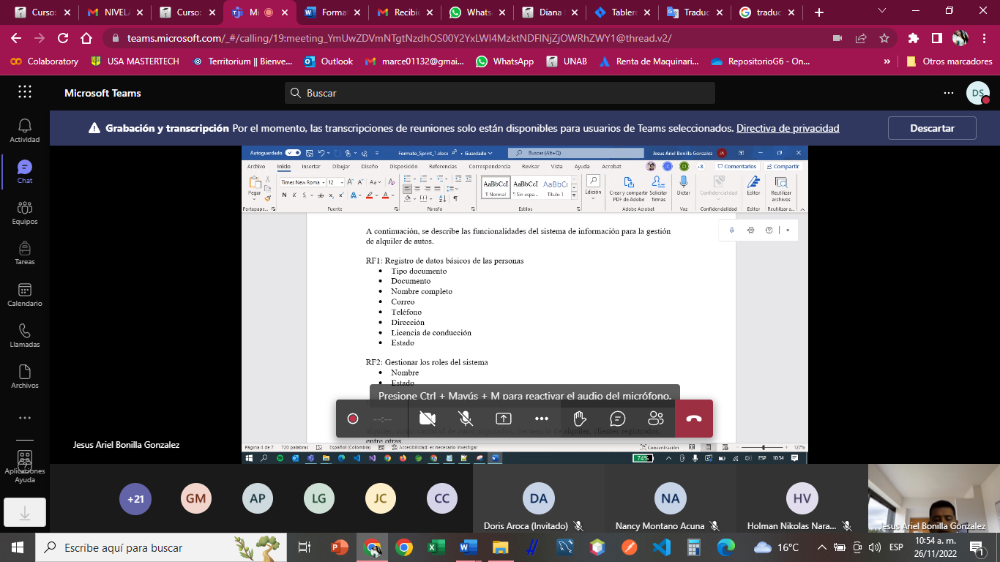 Curso:
NIVEL
Curso:
Mi
Forma
Recibi
Whats
Diana
Tablero
Traduc
traduc
teams.microsoft.com/_#/calling/19:meeting_YmUwZDVmNTgtNzdhOS00Y2YxLWI4MzktNDFlNjZjOWRhZWY1@thread.v2/
Colaboratory
USA MASTERTECH
Territorium || Bienve...
Outlook
marce01132@gmai...
WhatsApp
UNAB
Renta de Maquinari...
RepositorioG6 - On...
»
Otros marcadores
Microsoft Teams
Buscar
DS
Grabación y transcripción Por el momento, las transcripciones de reuniones solo están disponibles para usuarios de Teams seleccionados. Directiva de privacidad
Descartar
Actividad
Chat
Equipos
Tareas
Calendario
Llamadas
Archivos
Aplicaciones
Ayuda
Autoguardado
Formato_Sprint_1.docx
Guardado
Buscar (Alt+Q)
Jesus Ariel Bonilla Gonzalez
JA
Archivo Inicio Insertar Dibujar Diseño Disposición Referencias Correspondencia Revisar Vista Ayuda Acrobat
C
CI
+8
Comentarios
Compartir
Pegar
Times New Roma
12
N K S
AaBbCcI AaBbCcI AaBbCc
¶ Normal ¶ Sin espa... Título 1
Edición
Crear y compartir PDF de Adobe
Solicitar firmas
Dictar
Confidencialidad
Editor
Reutilizar archivos
Portapape... Fuente Párrafo Estilos Adobe Acrobat Voz Confidencialidad Editor Reutilizar a...
A continuación, se describe las funcionalidades del sistema de información para la gestión
de alquiler de autos.
RF1: Registro de datos básicos de las personas
• Tipo documento
• Documento
• Nombre completo
• Correo
• Teléfono
• Dirección
• Licencia de conducción
• Estado
RF2: Gestionar los roles del sistema
• Nombre
• Estado
Presione Ctrl + Mayús + M para reactivar el audio del micrófono.
--:--
alquiler, clientes registrados,
entre otras
Página 4 de 7 720 palabras Español (Colombia) Accesibilidad: es necesario investigar
Concentración
127%
74%
ESP
10:54
Jesus Ariel Bonilla Gonzalez
+21
GM
AP
LG
JC
CC
DA
Doris Aroca (Invitado)
NA
Nancy Montano Acuna
HV
Holman Nikolas Nara...
Jesus Ariel Bonilla Gonzalez
Escribe aquí para buscar
16°C
ESP
10:54 a. m.
26/11/2022
1